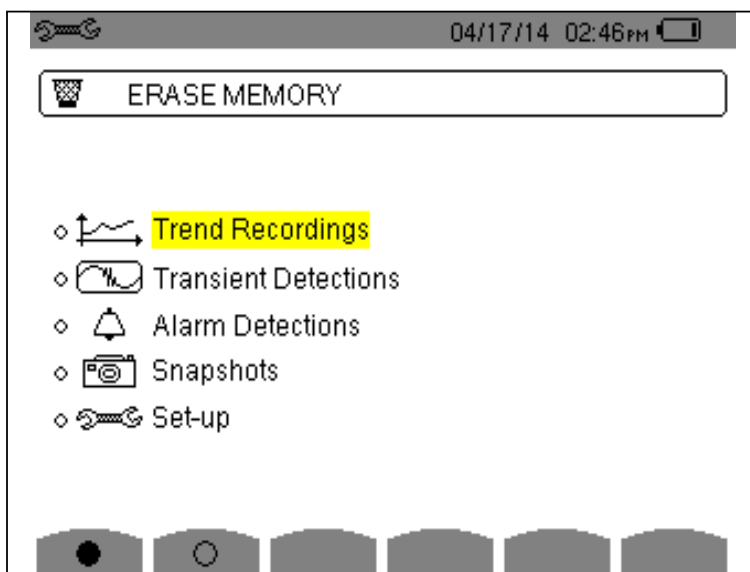 04/17/14 02:46PM
ERASE MEMORY
Trend Recordings
Transient Detections
Alarm Detections
Snapshots
Set-up